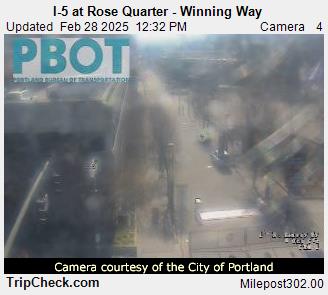 I-5 at Rose Quarter - Winning Way
Updated Feb 28 2025 12:32 PM Camera 4
PBOT
PORTLAND BUREAU OF TRANSPORTATION
Camera courtesy of the City of Portland
TripCheck.com Milepost302.00